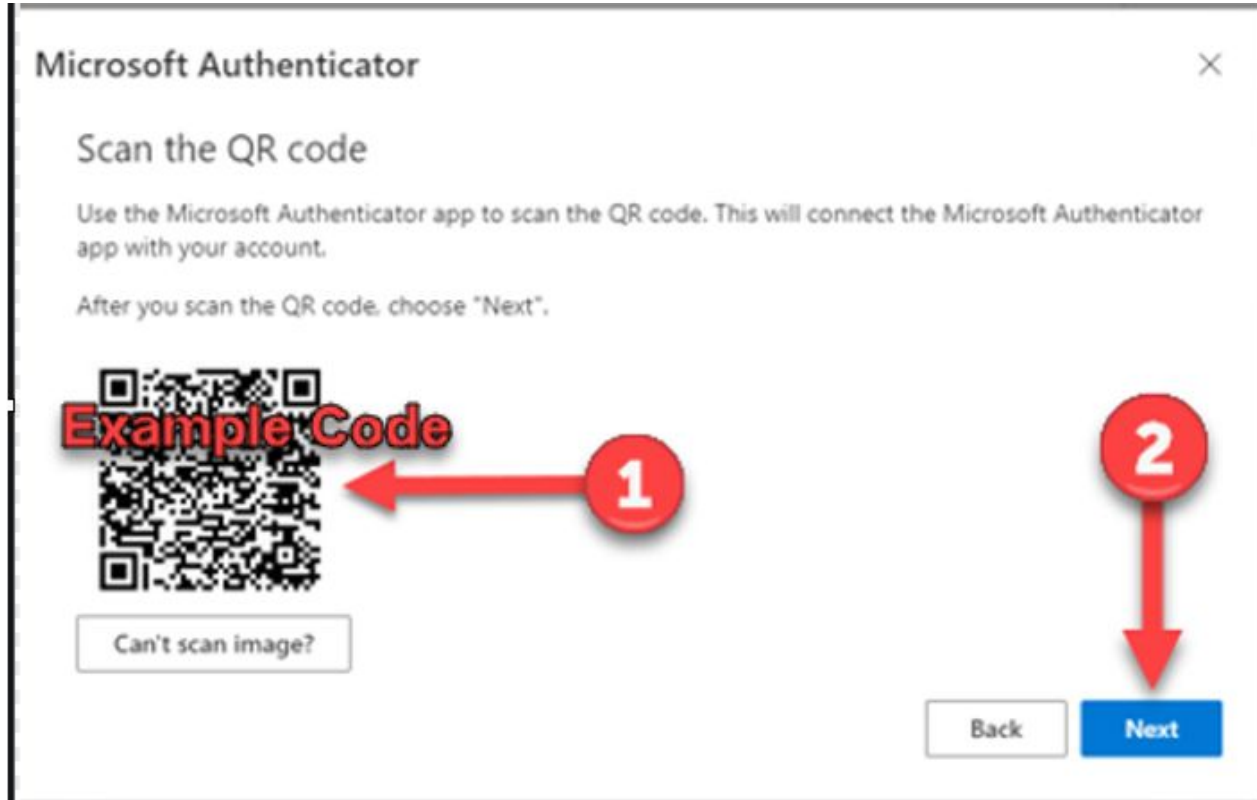 Microsoft Authenticator
Scan the QR code
Use the Microsoft Authenticator app to scan the QR code. This will connect the Microsoft Authenticator
app with your account.
After you scan the QR code, choose "Next".
Example Code
1
2
Can't scan image?
Back
Next